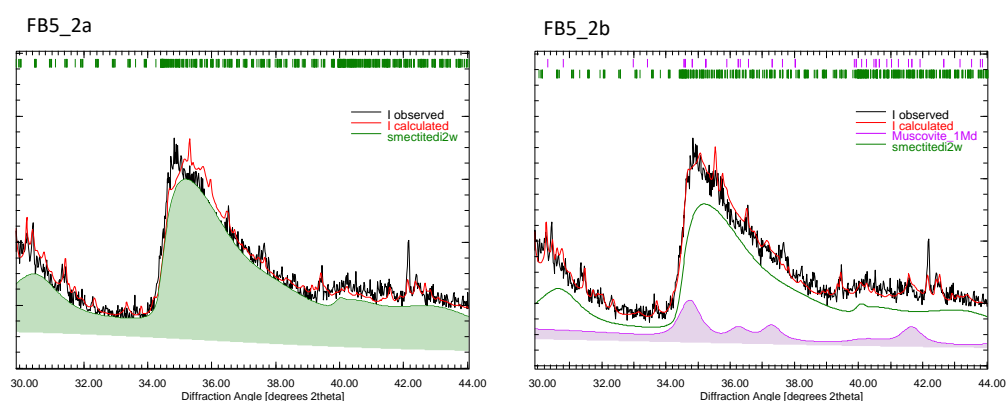 FB5_2a
I observed
I calculated
smectitedi2w
30.00 32.00 34.00 36.00 38.00 40.00 42.00 44.00
Diffraction Angle [degrees 2theta]
FB5_2b
I observed
I calculated
Muscovite_1Md
smectitedi2w
30.00 32.00 34.00 36.00 38.00 40.00 42.00 44.00
Diffraction Angle [degrees 2theta]